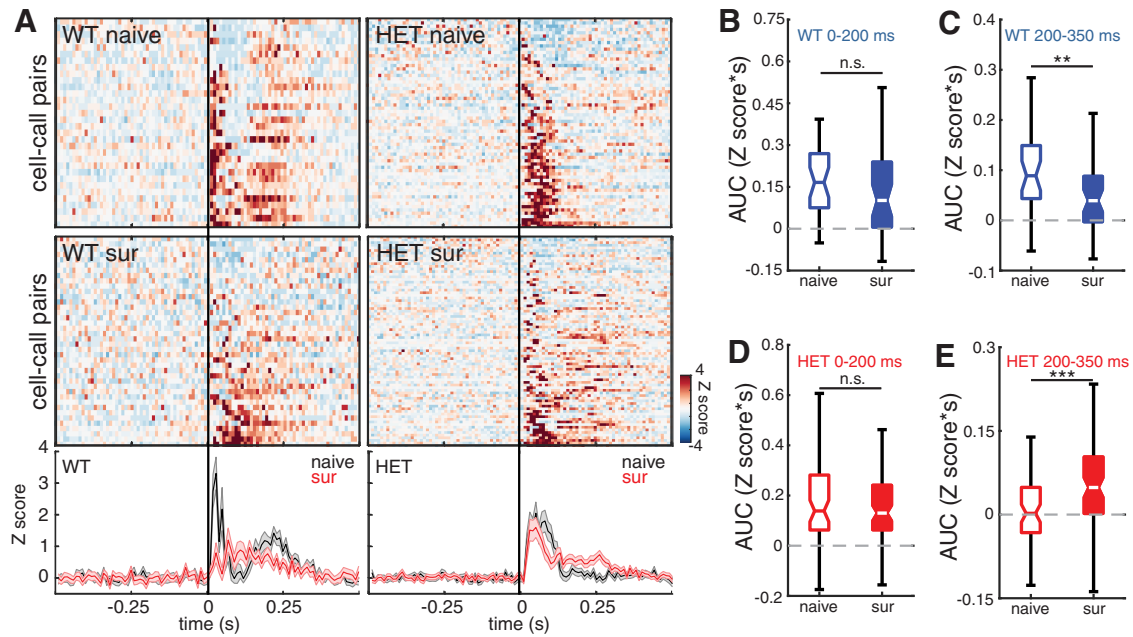 A
WT naive
HET naive
cell-call pairs
WT sur
HET sur
cell-call pairs
4
Z score
-4
4
3
2
1
0
Z score
WT
naive
sur
HET
naive
sur
-0.25
0
0.25
-0.25
0
0.25
time (s)
time (s)
B
WT 0-200 ms
n.s.
0.75
0.6
0.45
0.3
0.15
0
-0.15
AUC (Z score*s)
naive
sur
C
WT 200-350 ms
**
0.4
0.3
0.2
0.1
0
-0.1
AUC (Z score*s)
naive
sur
D
HET 0-200 ms
n.s.
0.8
0.6
0.4
0.2
0
-0.2
AUC (Z score*s)
naive
sur
E
HET 200-350 ms
***
0.3
0.15
0
-0.15
AUC (Z score*s)
naive
sur